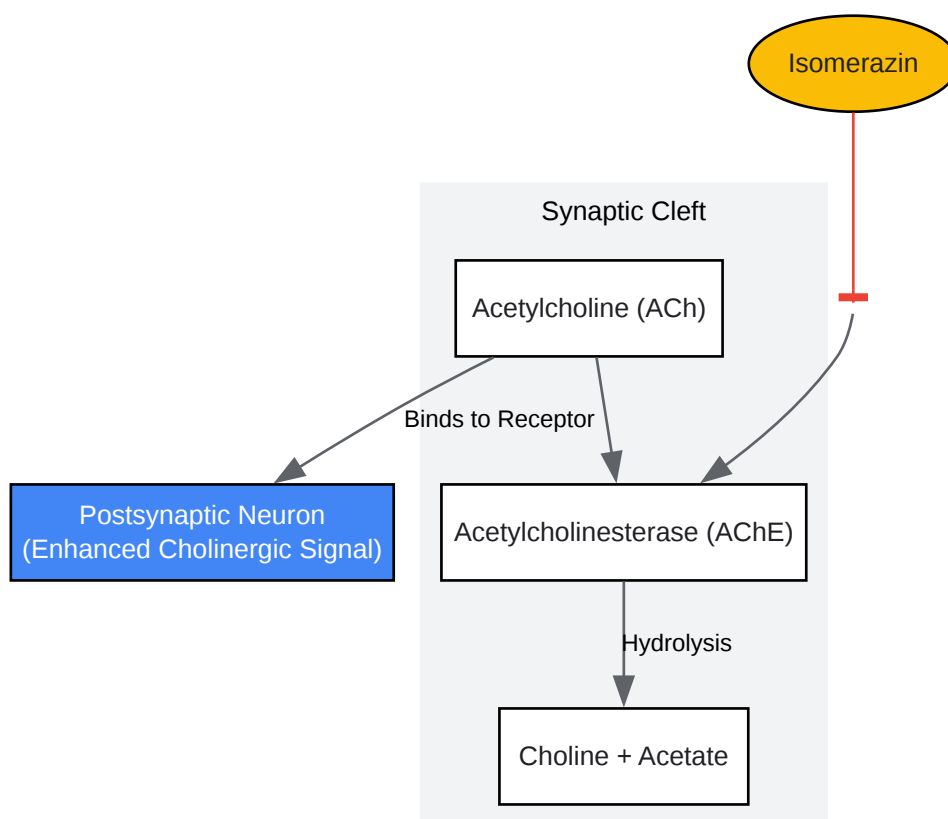 Isomerazin
Synaptic Cleft
Acetylcholine (ACh)
Binds to Receptor
Postsynaptic Neuron
(Enhanced Cholinergic Signal)
Acetylcholinesterase (AChE)
Hydrolysis
Choline + Acetate